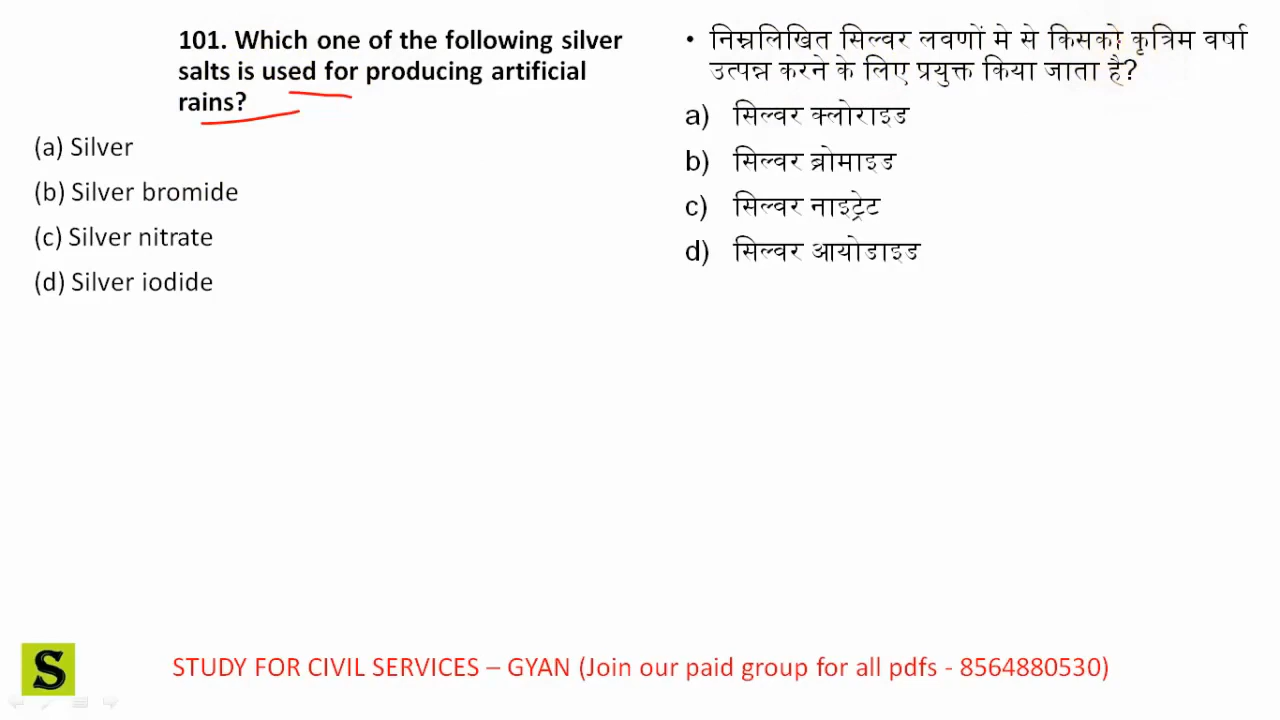 101. Which one of the following silver
salts is used for producing artificial
rains?
(a) Silver
(b) Silver bromide
(c) Silver nitrate
(d) Silver iodide
• निम्नलिखित सिल्वर लवणों मे से किसको कृत्रिम वर्षा
उत्पन्न करने के लिए प्रयुक्त किया जाता है?
a) सिल्वर क्लोराइड
b) सिल्वर ब्रोमाइड
c) सिल्वर नाइट्रेट
d) सिल्वर आयोडाइड
S
STUDY FOR CIVIL SERVICES – GYAN (Join our paid group for all pdfs - 8564880530)